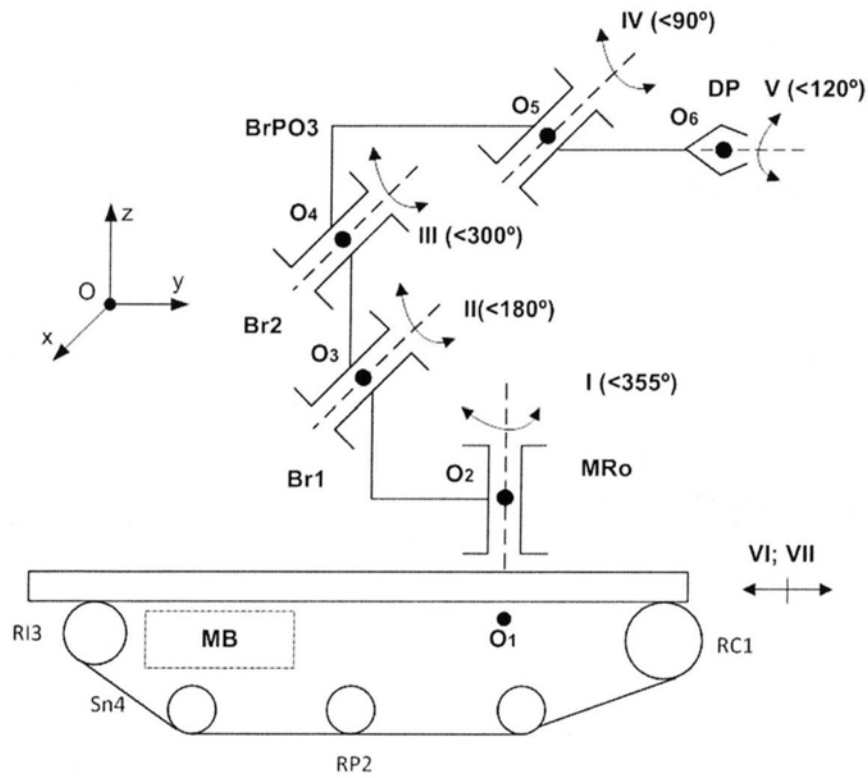 IV (<90º)
O5
DP
V (<120º)
O6
BrPO3
O4
III (<300º)
z
O
y
x
Br2
II(<180º)
O3
I (<355º)
Br1
O2
MRo
VI; VII
RI3
MB
O1
RC1
Sn4
RP2